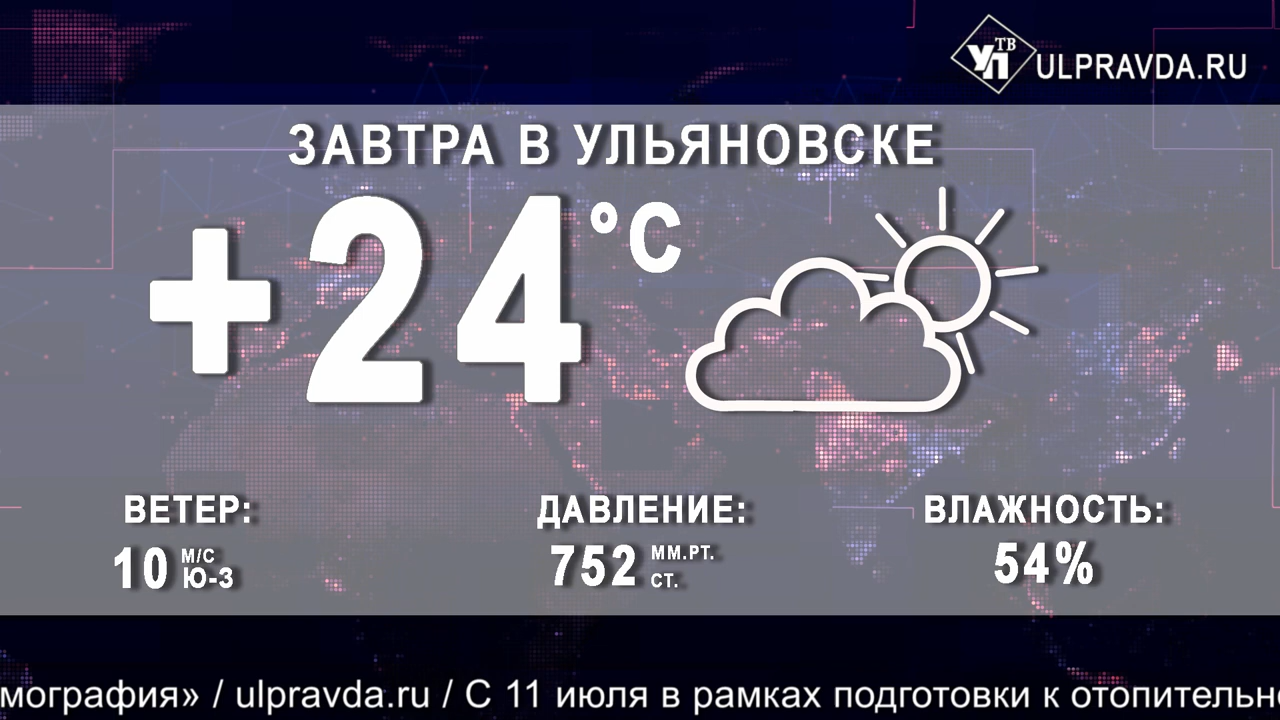 УП ТВ
ULPRAVDA.RU
ЗАВТРА В УЛЬЯНОВСКЕ
+24 °C
ВЕТЕР:
10 М/С Ю-З
ДАВЛЕНИЕ:
752 ММ.РТ. СТ.
ВЛАЖНОСТЬ:
54%
мография» / ulpravda.ru / С 11 июля в рамках подготовки к отопительн